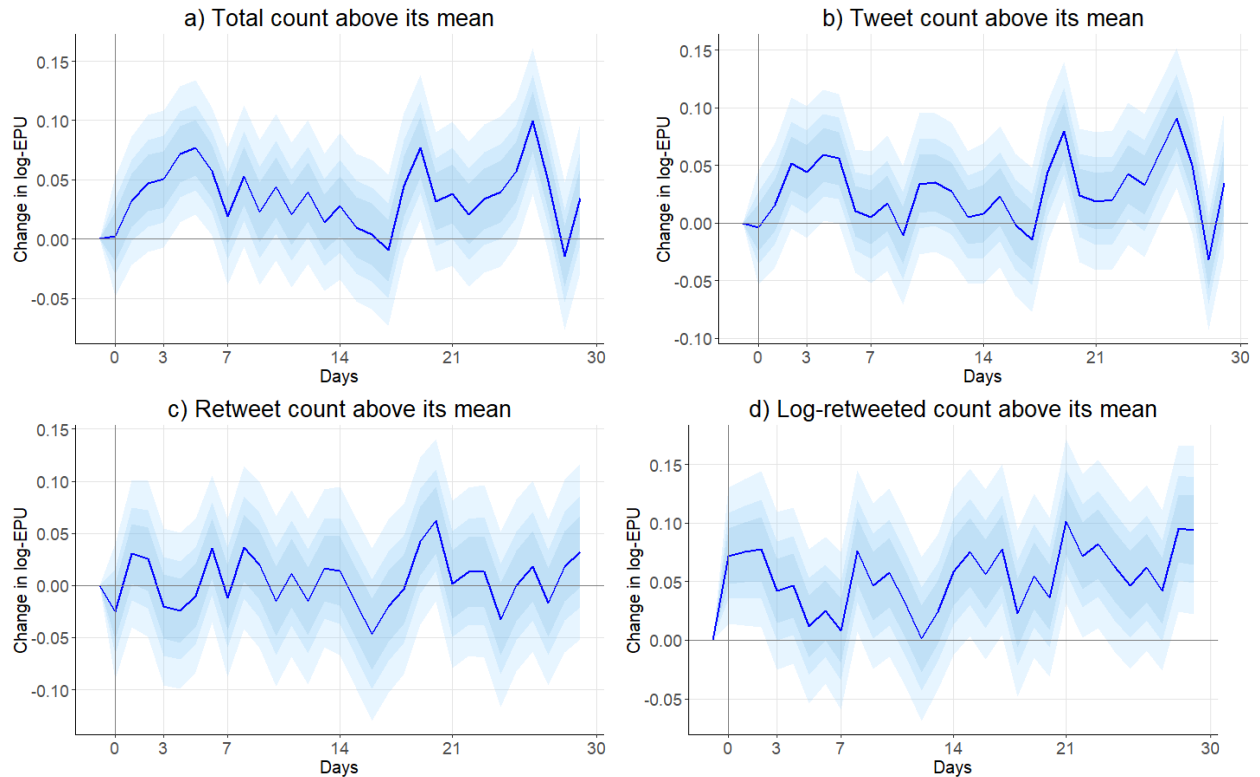 a) Total count above its mean
Change in log-EPU
0.15
0.10
0.05
0.00
-0.05
0 3 7 14 21 30
Days
b) Tweet count above its mean
Change in log-EPU
0.15
0.10
0.05
0.00
-0.05
-0.10
0 3 7 14 21 30
Days
c) Retweet count above its mean
Change in log-EPU
0.15
0.10
0.05
0.00
-0.05
-0.10
0 3 7 14 21 30
Days
d) Log-retweeted count above its mean
Change in log-EPU
0.15
0.10
0.05
0.00
-0.05
0 3 7 14 21 30
Days